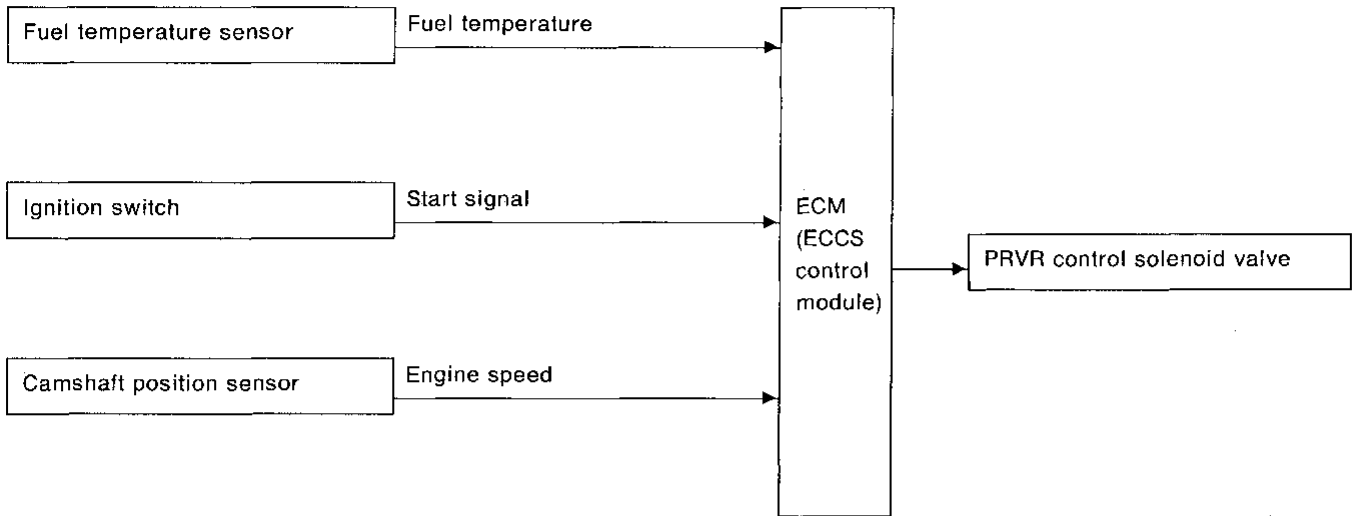 Fuel temperature sensor
Fuel temperature
Ignition switch
Start signal
Camshaft position sensor
Engine speed
ECM
(ECCS
control
module)
PRVR control solenoid valve